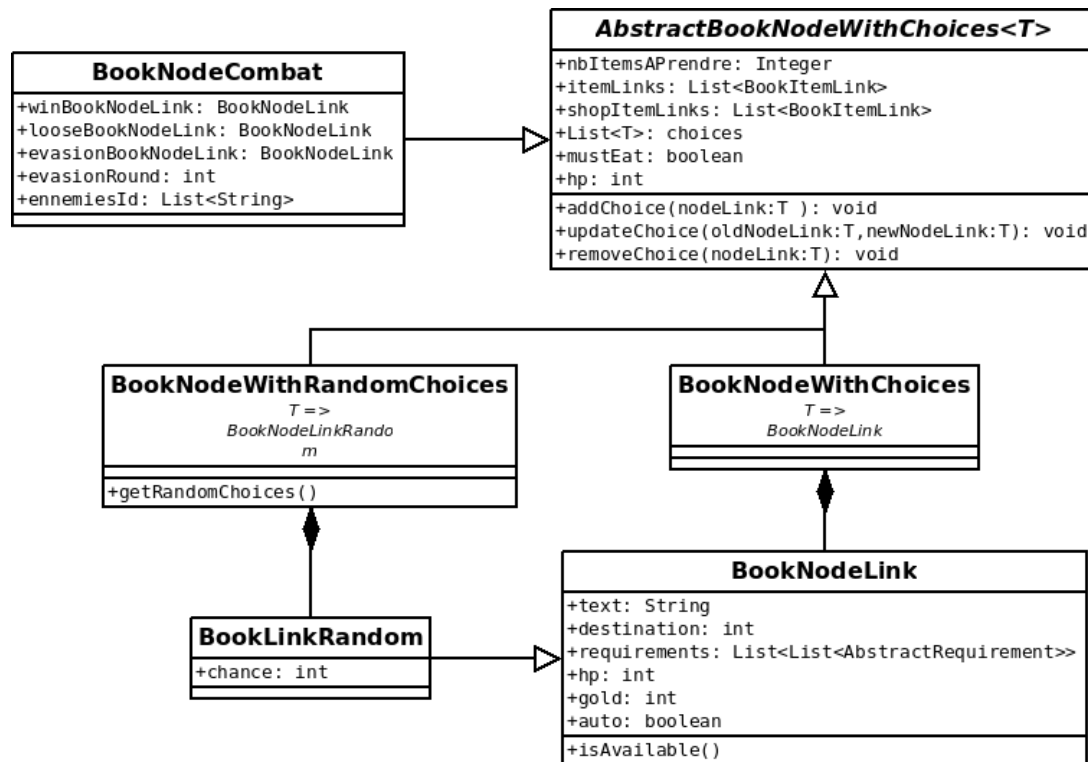 AbstractBookNodeWithChoices<T>
+nbItemsAPrendre: Integer
+itemLinks: List<BookItemLink>
+shopItemLinks: List<BookItemLink>
+List<T>: choices
+mustEat: boolean
+hp: int
+addChoice(nodeLink:T ): void
+updateChoice(oldNodeLink:T,newNodeLink:T): void
+removeChoice(nodeLink:T): void
BookNodeCombat
+winBookNodeLink: BookNodeLink
+looseBookNodeLink: BookNodeLink
+evasionBookNodeLink: BookNodeLink
+evasionRound: int
+ennemiesId: List<String>
BookNodeWithRandomChoices
T =>
BookNodeLinkRando
m
+getRandomChoices()
BookNodeWithChoices
T =>
BookNodeLink
BookLinkRandom
+chance: int
BookNodeLink
+text: String
+destination: int
+requirements: List<List<AbstractRequirement>>
+hp: int
+gold: int
+auto: boolean
+isAvailable()